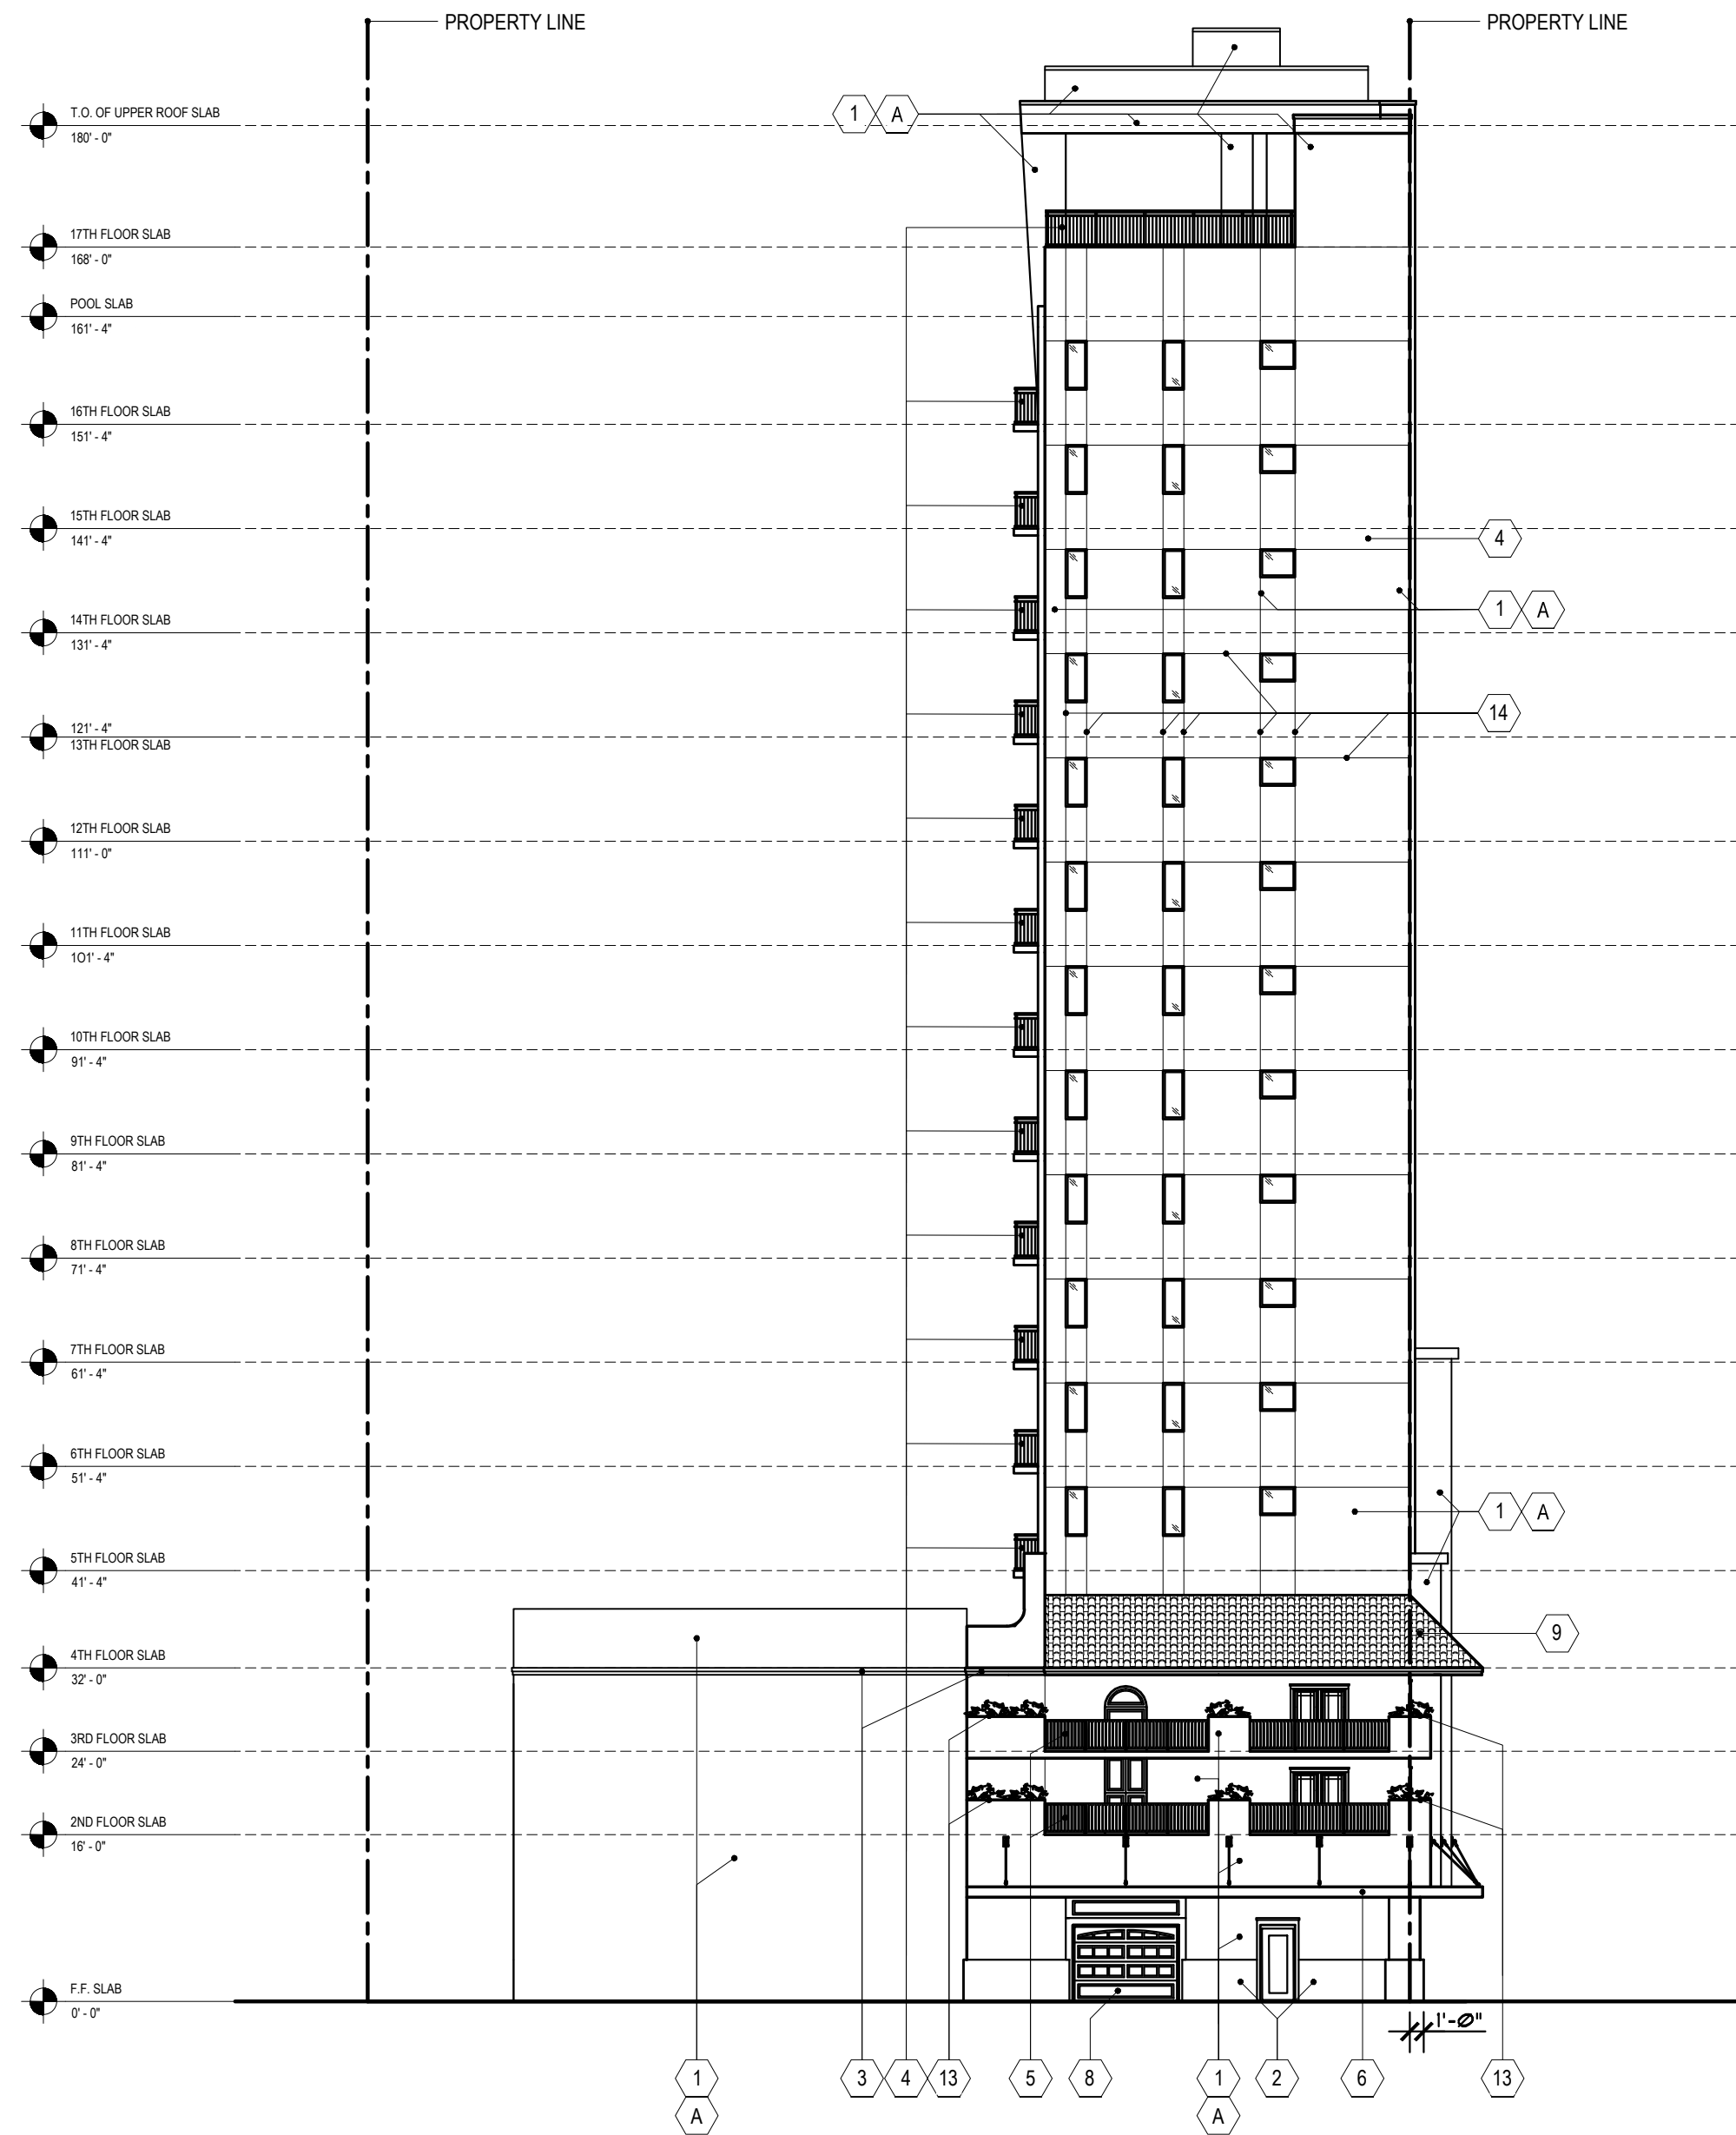 PROPERTY LINE
PROPERTY LINE
T.O. OF UPPER ROOF SLAB
180' - 0"
1 A
17TH FLOOR SLAB
168' - 0"
POOL SLAB
161' - 4"
16TH FLOOR SLAB
151' - 4"
15TH FLOOR SLAB
141' - 4"
4
14TH FLOOR SLAB
131' - 4"
1 A
14
121' - 4"
13TH FLOOR SLAB
12TH FLOOR SLAB
111' - 0"
11TH FLOOR SLAB
1O1' - 4"
10TH FLOOR SLAB
91' - 4"
9TH FLOOR SLAB
81' - 4"
8TH FLOOR SLAB
71' - 4"
7TH FLOOR SLAB
61' - 4"
6TH FLOOR SLAB
51' - 4"
1 A
5TH FLOOR SLAB
41' - 4"
9
4TH FLOOR SLAB
32' - 0"
3RD FLOOR SLAB
24' - 0"
2ND FLOOR SLAB
16' - 0"
F.F. SLAB
0' - 0"
1'-0"
1 3 4 13 5 8 1 2 6 13
A A